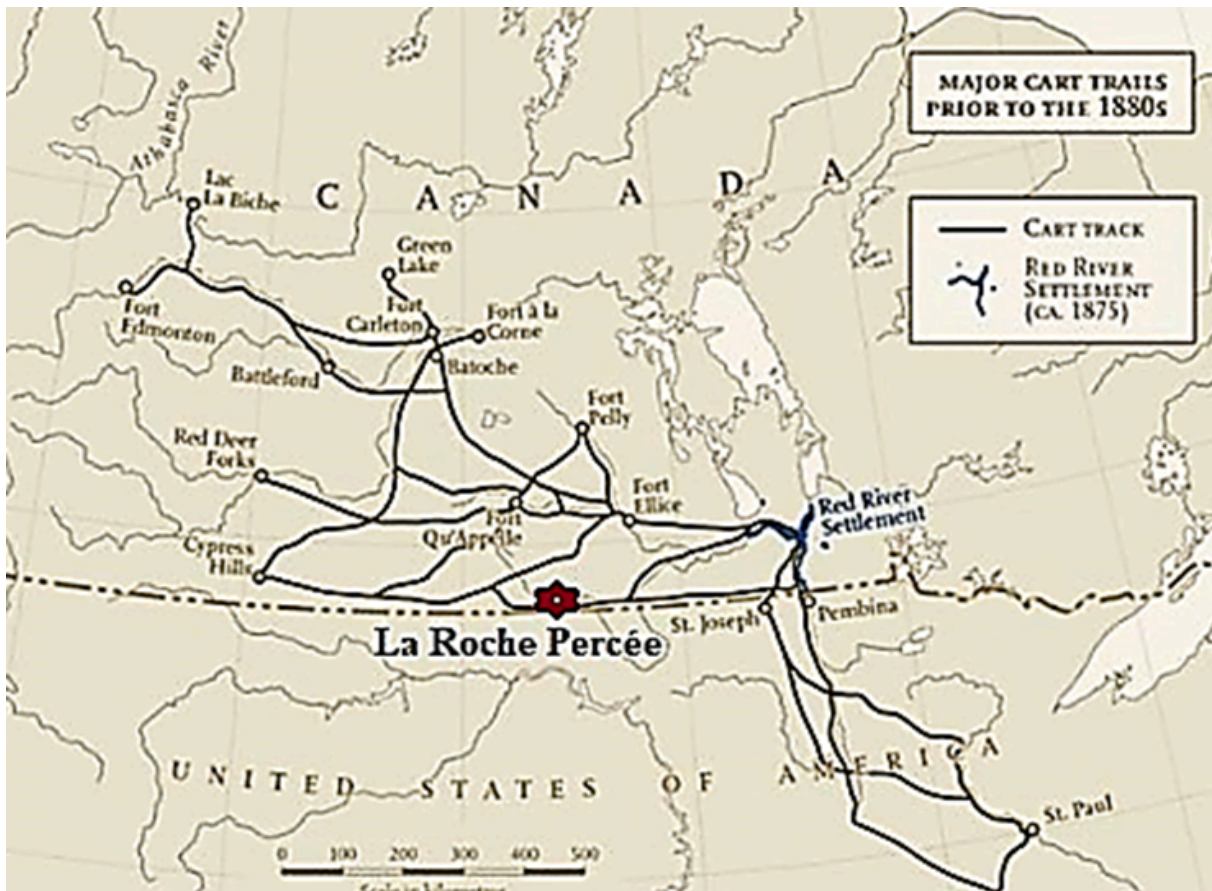 MAJOR CART TRAILS
PRIOR TO THE 1880s
CART TRACK
RED RIVER
SETTLEMENT
(CA. 1875)
Athabasca River
Lac
La Biche
CANADA
Green
Lake
Fort
Edmonton
Fort
Carleton
Fort à la
Corne
Battleford
Batoche
Fort
Pelly
Red Deer
Forks
Fort
Ellice
Red River
Settlement
Fort
Qu'Appelle
Cypress
Hills
St. Joseph
Pembina
La Roche Percée
UNITED STATES OF AMERICA
St. Paul
0 100 200 300 400 500
Scale in kilometres